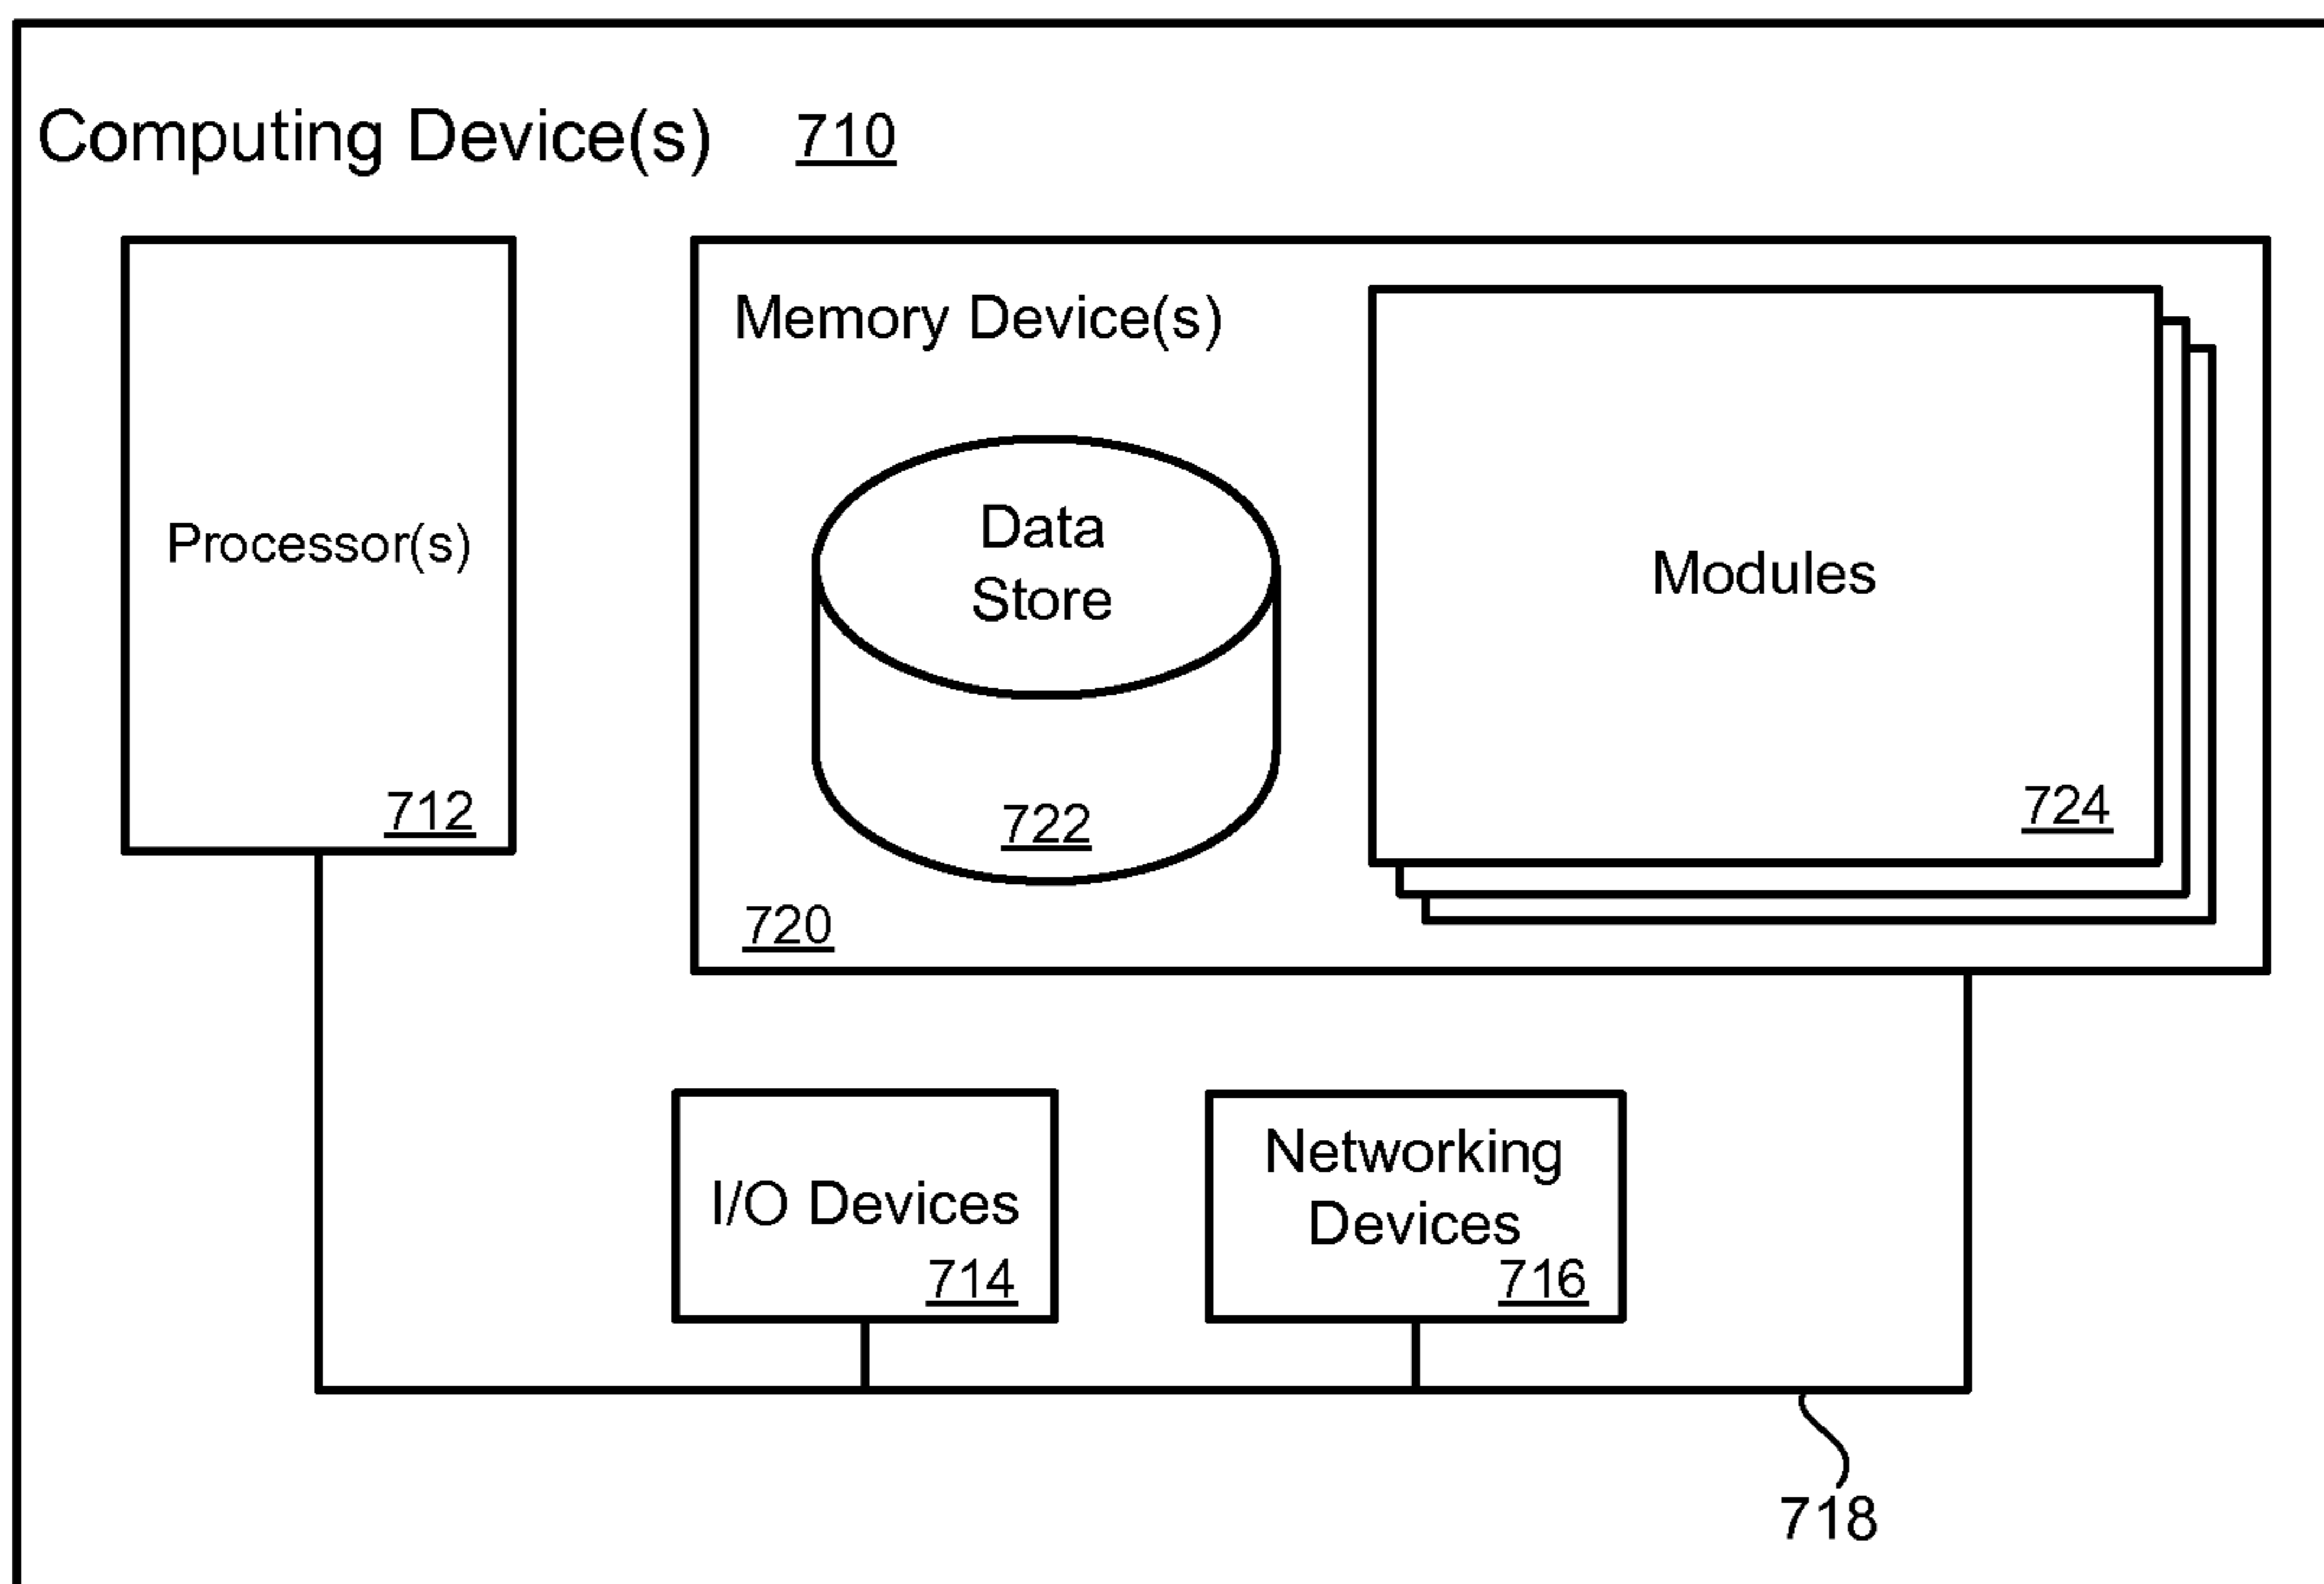 Computing Device(s) 710
Processor(s)
712
Memory Device(s)
Data
Store
722
720
Modules
724
I/O Devices
714
Networking
Devices
716
718